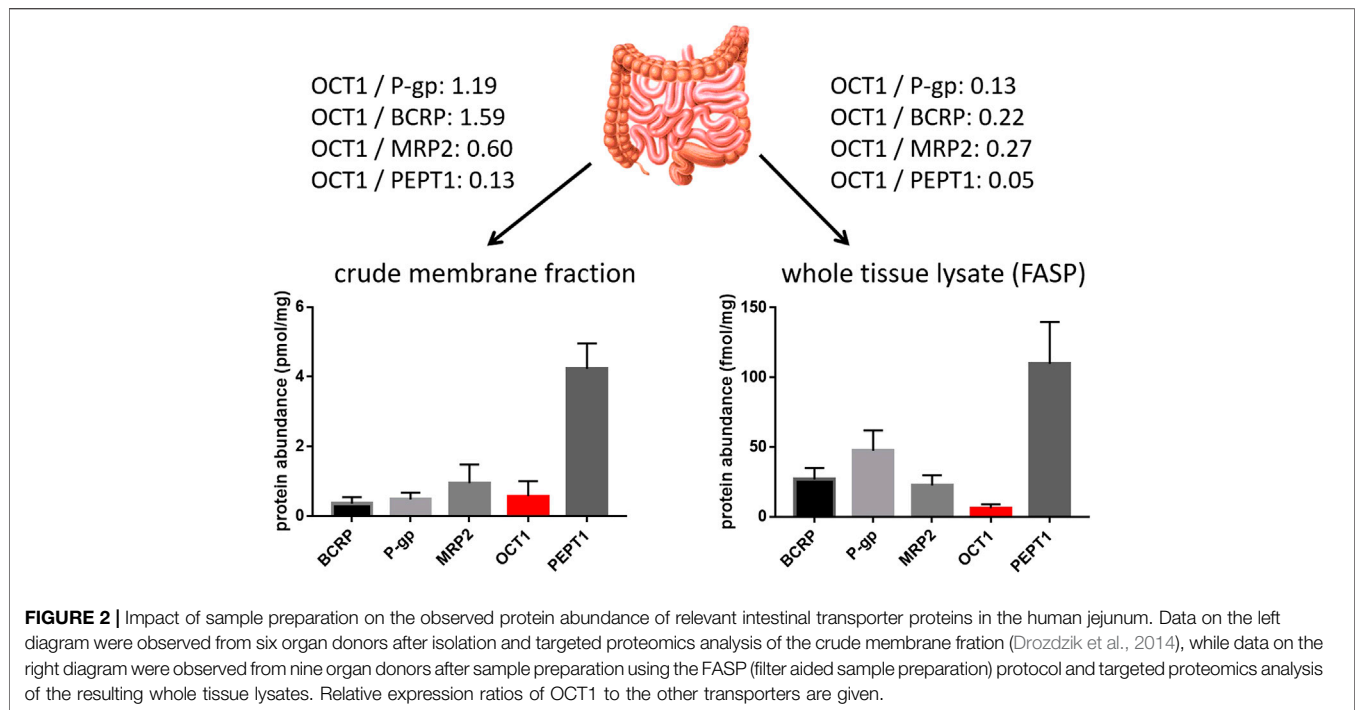 OCT1 / P-gp: 1.19
OCT1 / BCRP: 1.59
OCT1 / MRP2: 0.60
OCT1 / PEPT1: 0.13
OCT1 / P-gp: 0.13
OCT1 / BCRP: 0.22
OCT1 / MRP2: 0.27
OCT1 / PEPT1: 0.05
crude membrane fraction
protein abundance (pmol/mg)
6
4
2
0
BCRP
P-gp
MRP2
OCT1
PEPT1
whole tissue lysate (FASP)
protein abundance (fmol/mg)
150
100
50
0
BCRP
P-gp
MRP2
OCT1
PEPT1
FIGURE 2 | Impact of sample preparation on the observed protein abundance of relevant intestinal transporter proteins in the human jejunum. Data on the left
diagram were observed from six organ donors after isolation and targeted proteomics analysis of the crude membrane fration (Drozdzik et al., 2014), while data on the
right diagram were observed from nine organ donors after sample preparation using the FASP (filter aided sample preparation) protocol and targeted proteomics analysis
of the resulting whole tissue lysates. Relative expression ratios of OCT1 to the other transporters are given.